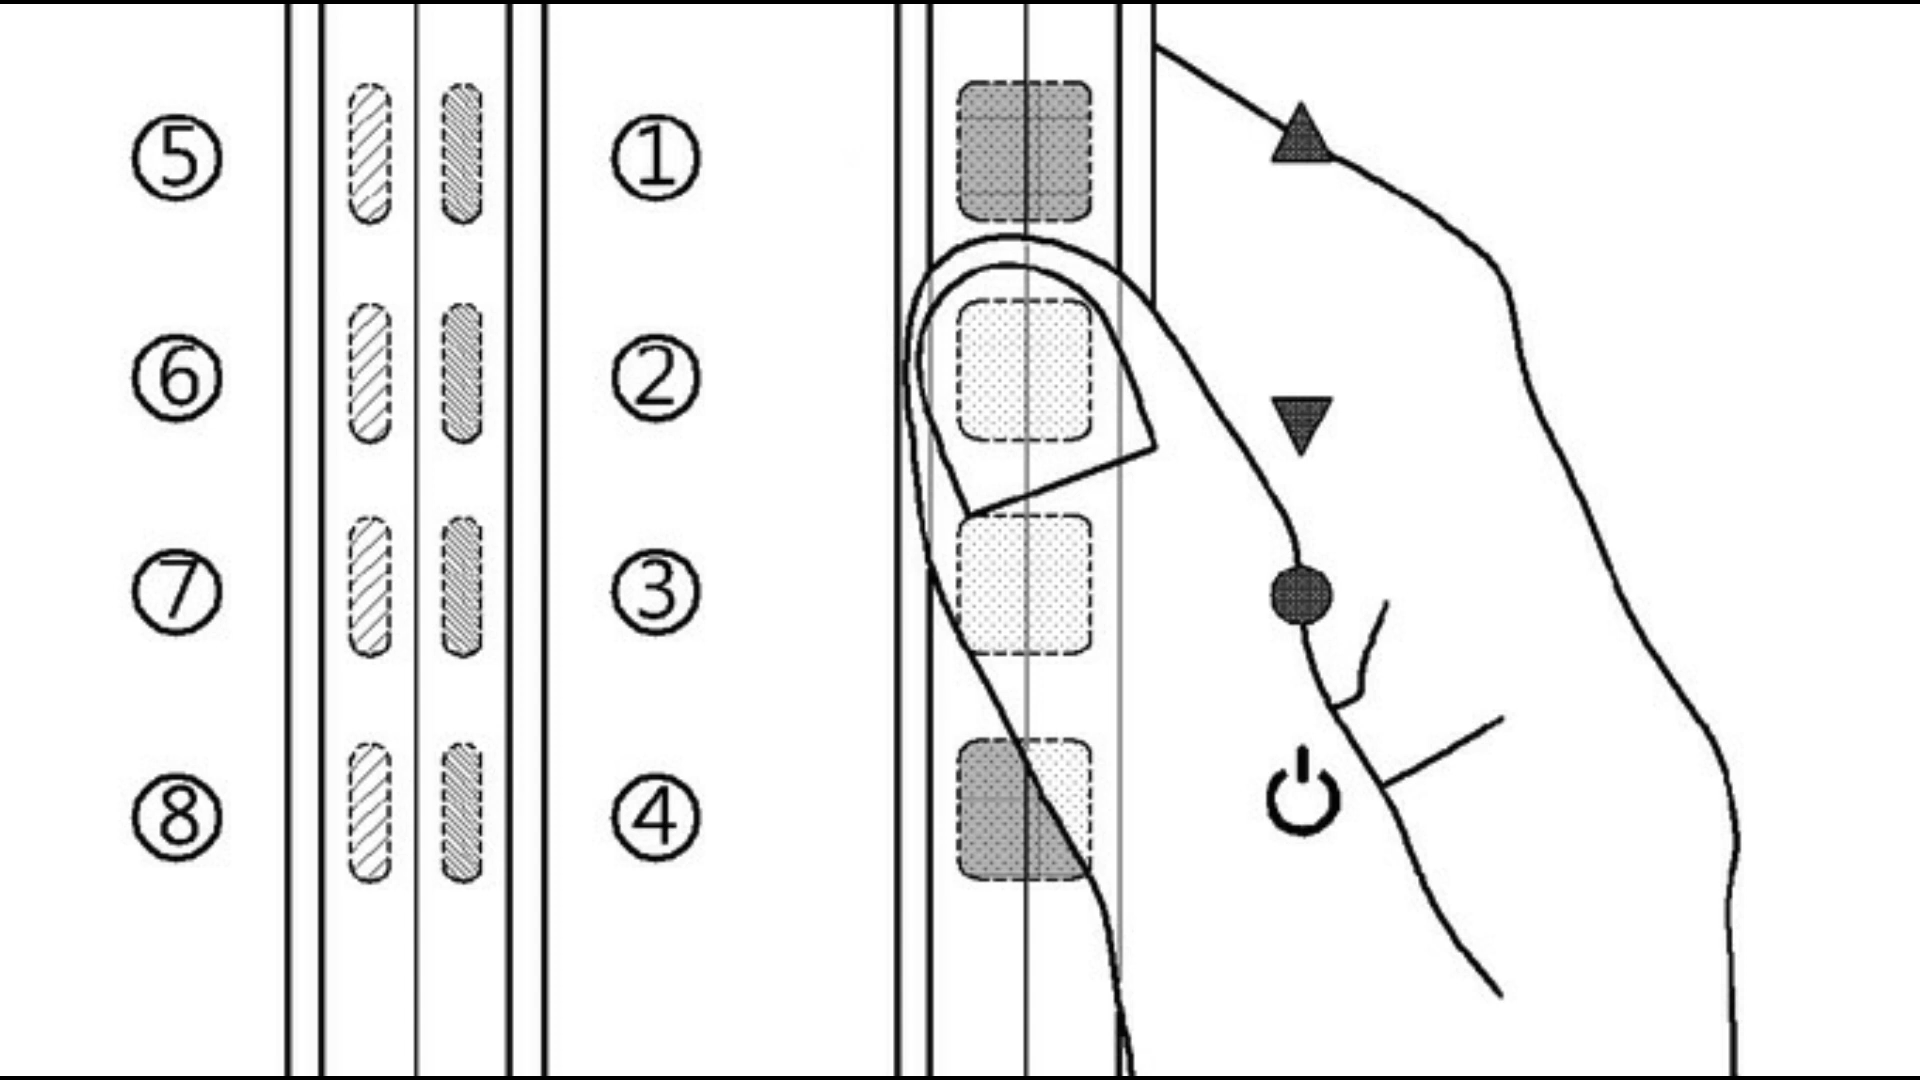 ⑤ ①
⑥ ②
⑦ ③
⑧ ④